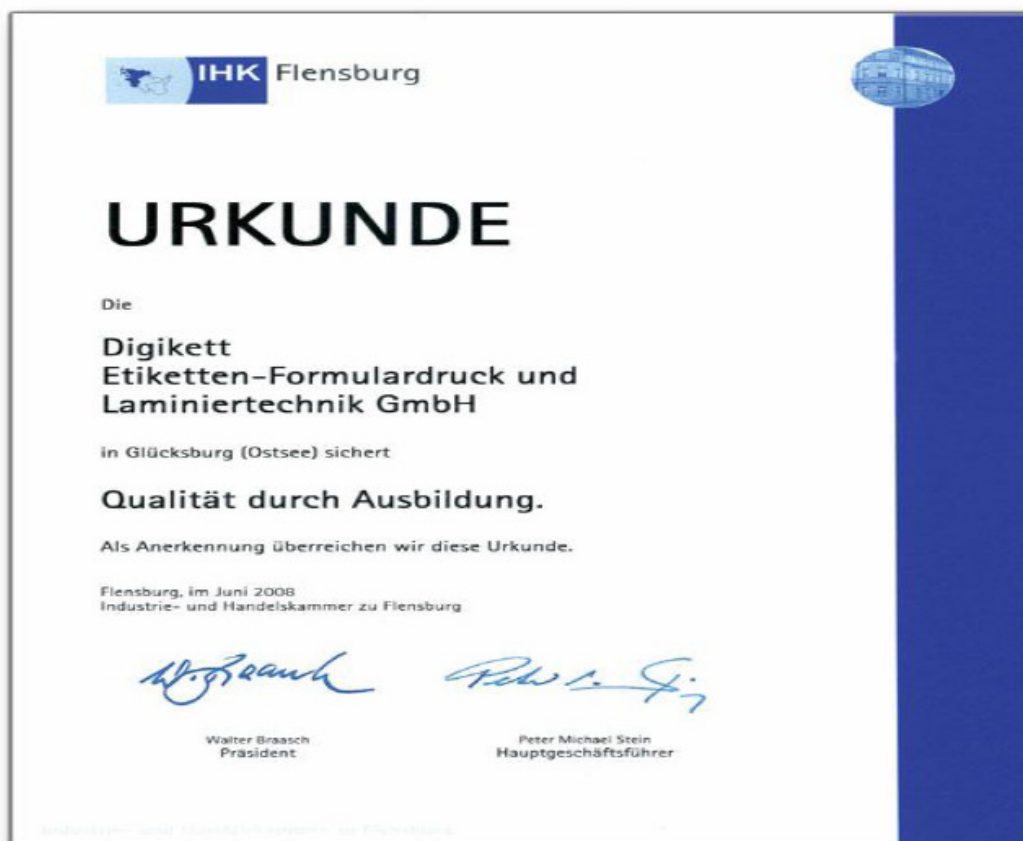 IHK Flensburg
URKUNDE
Die
Digikett
Etiketten-Formulardruck und
Laminiertechnik GmbH
in Glücksburg (Ostsee) sichert
Qualität durch Ausbildung.
Als Anerkennung überreichen wir diese Urkunde.
Flensburg, im Juni 2008
Industrie- und Handelskammer zu Flensburg
W. Braasch
Walter Braasch
Präsident
Peter Michael Stein
Hauptgeschäftsführer